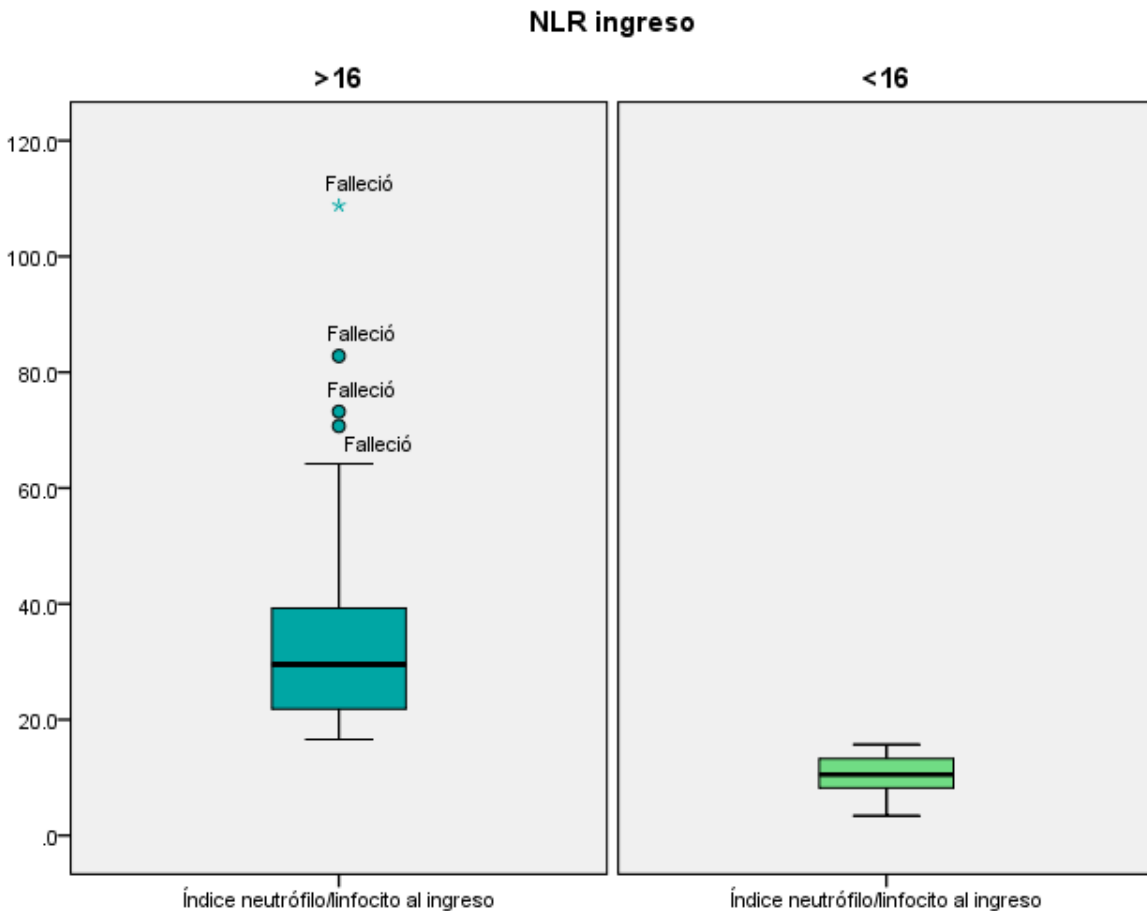 NLR ingreso
>16
<16
120.0
100.0
80.0
60.0
40.0
20.0
.0
Falleció
Falleció
Falleció
Falleció
Índice neutrófilo/linfocito al ingreso
Índice neutrófilo/linfocito al ingreso